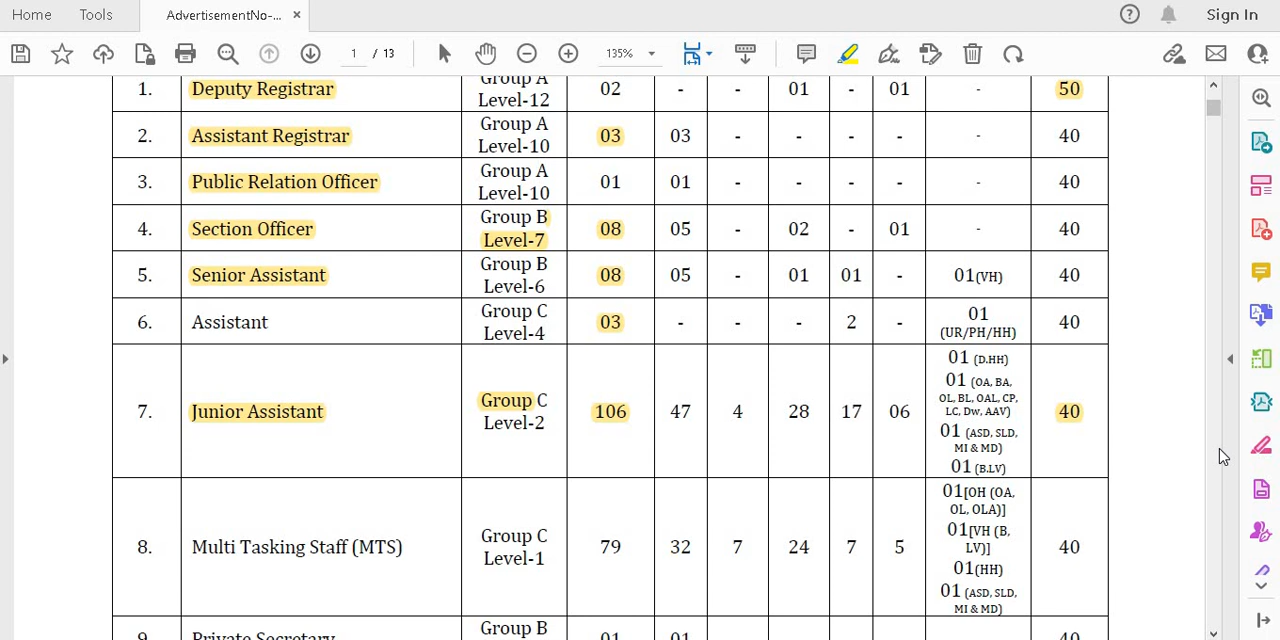 Home Tools AdvertisementNo-... × Sign In
1 / 13 135%
1. Deputy Registrar Group A Level-12 02 - - 01 - 01 - 50
2. Assistant Registrar Group A Level-10 03 03 - - - - - 40
3. Public Relation Officer Group A Level-10 01 01 - - - - - 40
4. Section Officer Group B Level-7 08 05 - 02 - 01 - 40
5. Senior Assistant Group B Level-6 08 05 - 01 01 - 01(VH) 40
6. Assistant Group C Level-4 03 - - - 2 - 01 (UR/PH/HH) 40
7. Junior Assistant Group C Level-2 106 47 4 28 17 06 01 (D.HH) 01 (OA, BA, OL, BL, OAL, CP, LC, Dw, AAV) 01 (ASD, SLD, MI & MD) 01 (B.LV) 40
8. Multi Tasking Staff (MTS) Group C Level-1 79 32 7 24 7 5 01[OH (OA, OL, OLA)] 01[VH (B, LV)] 01(HH) 01 (ASD, SLD, MI & MD) 40
9. Private Secretary Group B 01 01 40